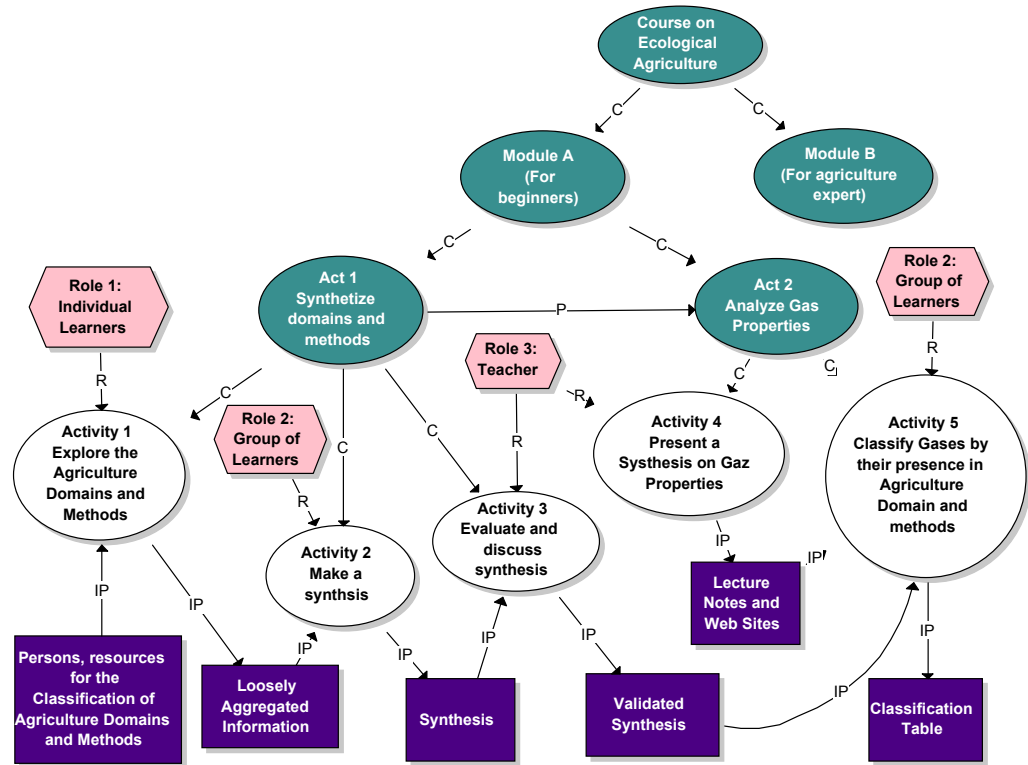 Course on
Ecological
Agriculture
C
C
Module A
(For
beginners)
Module B
(For agriculture
expert)
C
C
Role 1:
Individual
Learners
Act 1
Synthetize
domains and
methods
P
Act 2
Analyze Gas
Properties
Role 2:
Group of
Learners
R
C
Role 3:
Teacher
R
C
C
R
Activity 1
Explore the
Agriculture
Domains and
Methods
Role 2:
Group of
Learners
C
C
R
Activity 4
Present a
Systhesis on Gaz
Properties
Activity 5
Classify Gases by
their presence in
Agriculture
Domain and
methods
R
Activity 2
Make a
synthsis
Activity 3
Evaluate and
discuss
synthesis
IP
IP
IP
IP
Lecture
Notes and
Web Sites
Persons, resources
for the
Classification of
Agriculture Domains
and Methods
IP
IP
IP
IP
IP
IP
Loosely
Aggregated
Information
Synthesis
Validated
Synthesis
Classification
Table